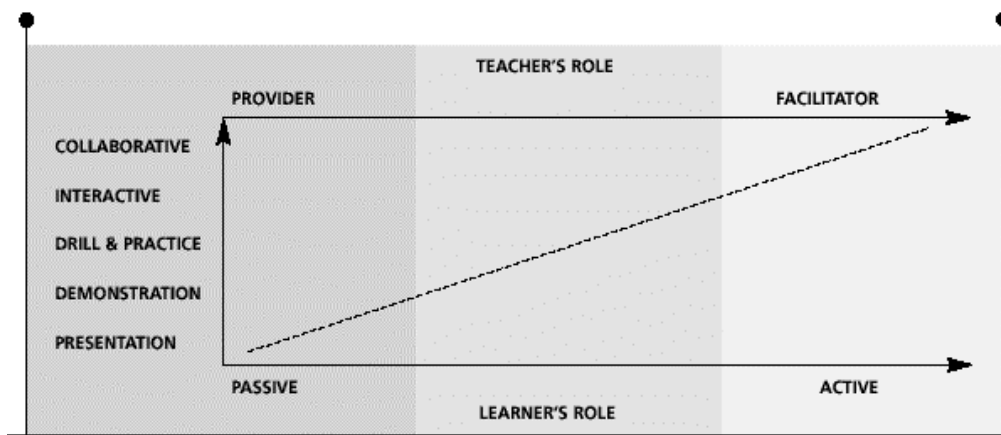 TEACHER'S ROLE
PROVIDER
FACILITATOR
COLLABORATIVE
INTERACTIVE
DRILL & PRACTICE
DEMONSTRATION
PRESENTATION
PASSIVE
ACTIVE
LEARNER'S ROLE